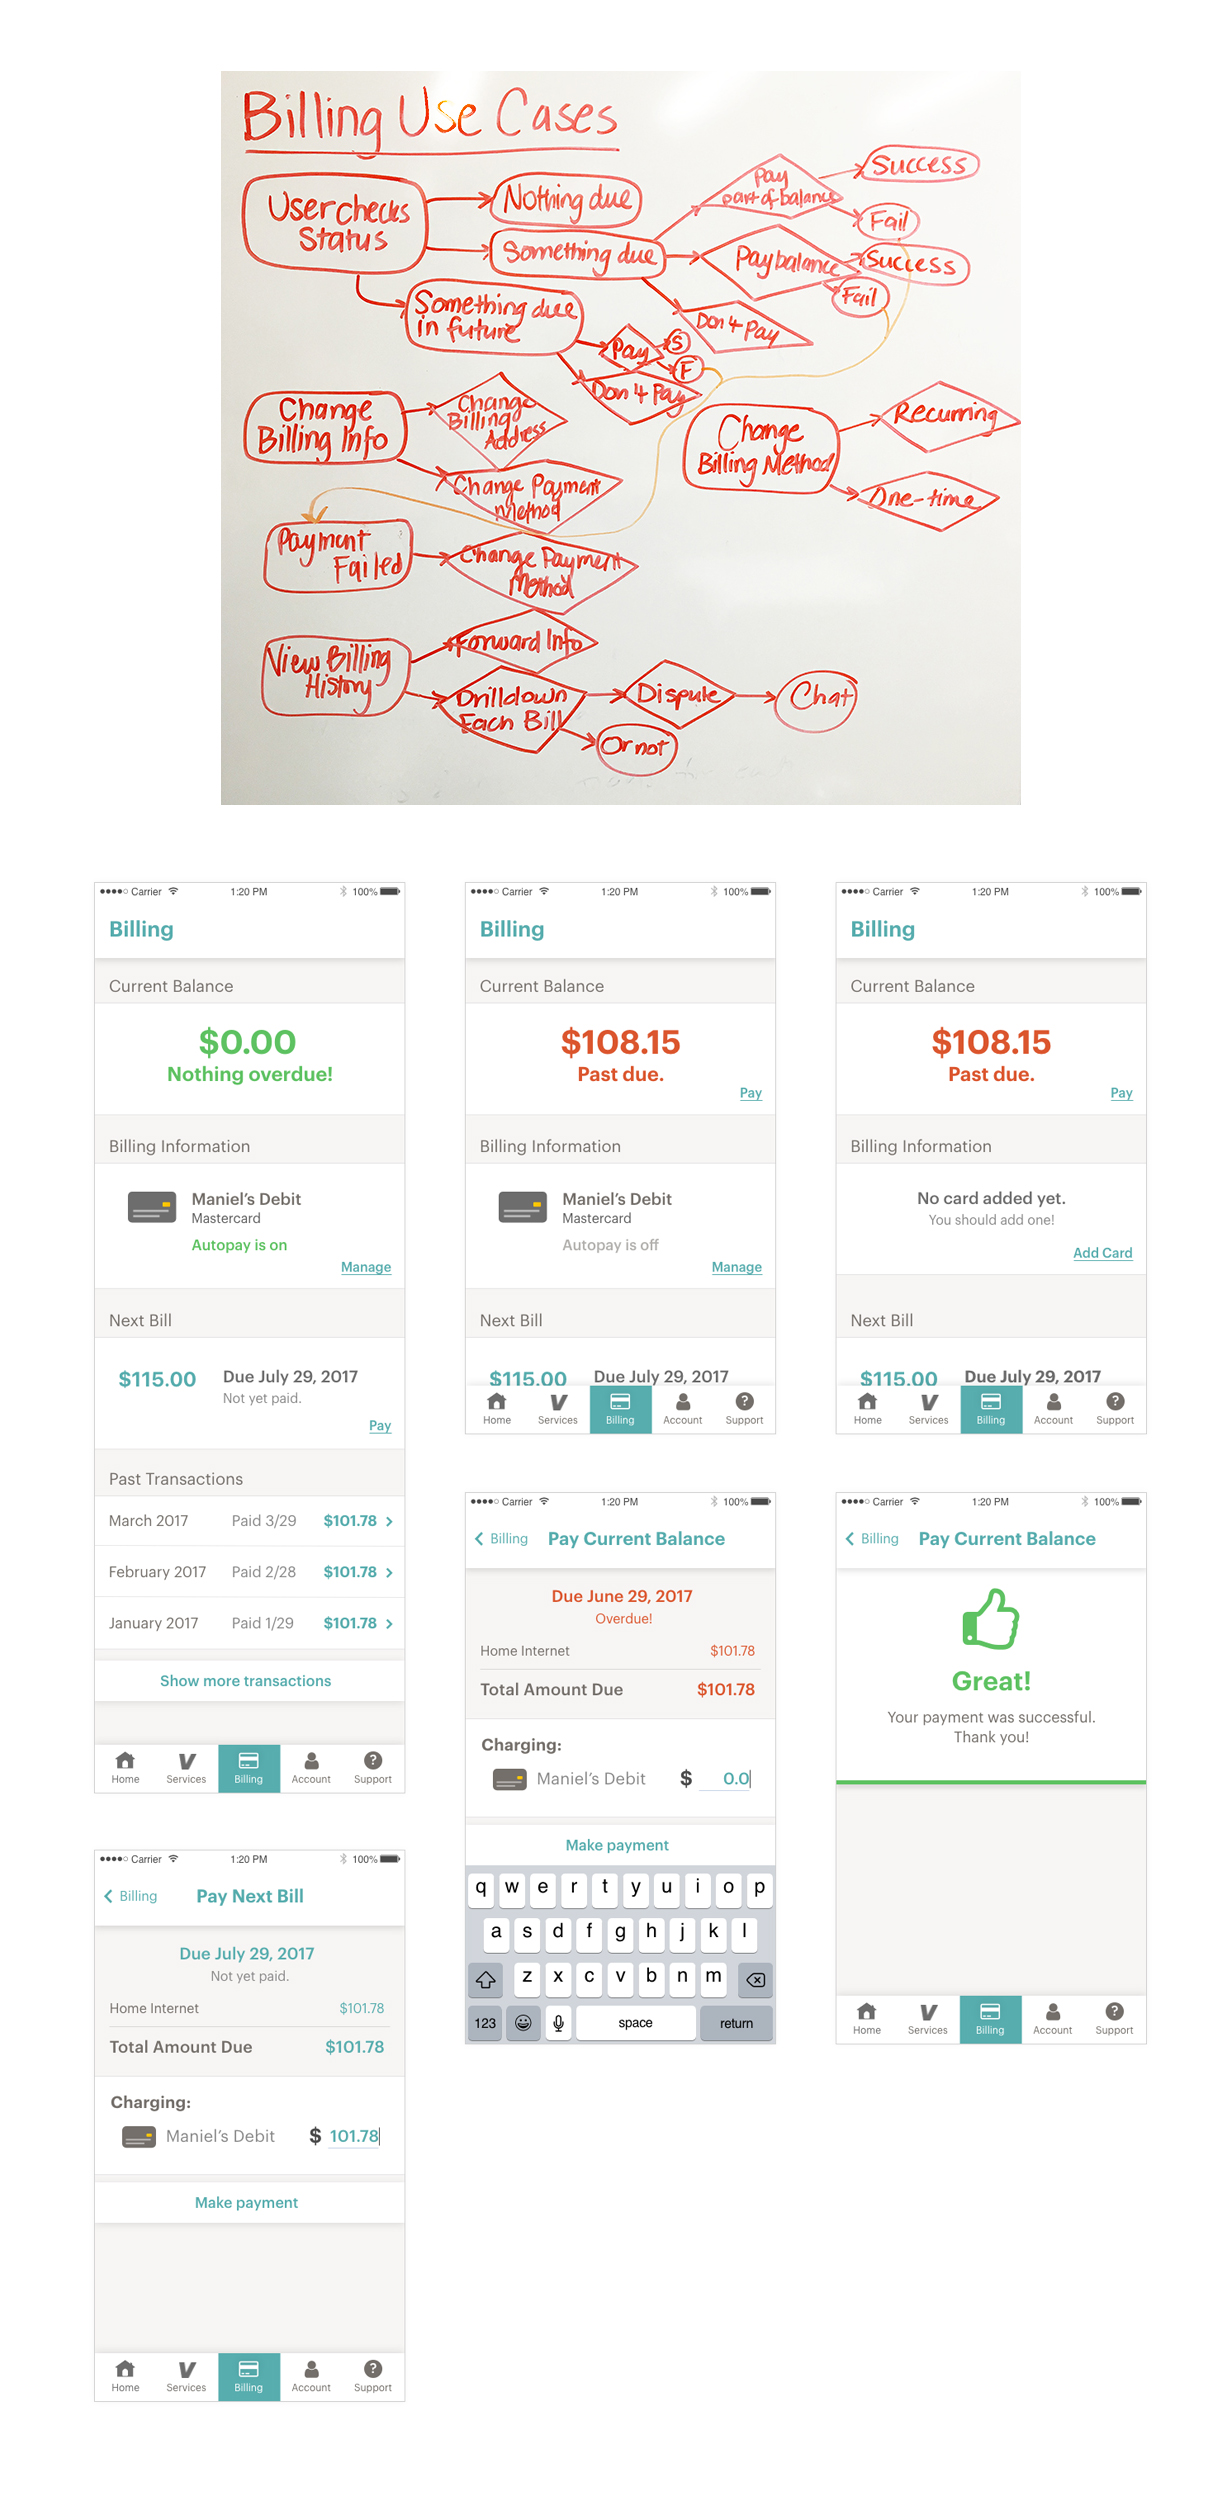 Billing Use Cases
User checks
Status
Nothing due
Something due
Something due
in future
Pay
part of balance
Success
Fail
Pay balance
Success
Fail
Don't Pay
Pay
S
F
Don't Pay
Change
Billing Info
Change
Billing
Address
Change Payment
Method
Change
Billing Method
Recurring
One-time
Payment
Failed
Change Payment
Method
View Billing
History
Forward Info
Drilldown
Each Bill
Dispute
Chat
Or not
Carrier 1:20 PM 100%
Billing
Current Balance
$0.00
Nothing overdue!
Billing Information
Maniel's Debit
Mastercard
Autopay is on
Manage
Next Bill
$115.00 Due July 29, 2017
Not yet paid.
Pay
Past Transactions
March 2017 Paid 3/29 $101.78
February 2017 Paid 2/28 $101.78
January 2017 Paid 1/29 $101.78
Show more transactions
Home Services Billing Account Support
Carrier 1:20 PM 100%
Billing
Current Balance
$108.15
Past due.
Pay
Billing Information
Maniel's Debit
Mastercard
Autopay is off
Manage
Next Bill
$115.00 Due July 29, 2017
Home Services Billing Account Support
Carrier 1:20 PM 100%
Billing
Current Balance
$108.15
Past due.
Pay
Billing Information
No card added yet.
You should add one!
Add Card
Next Bill
$115.00 Due July 29, 2017
Home Services Billing Account Support
Carrier 1:20 PM 100%
Billing Pay Current Balance
Due June 29, 2017
Overdue!
Home Internet $101.78
Total Amount Due $101.78
Charging:
Maniel's Debit $ 0.0
Make payment
q w e r t y u i o p
a s d f g h j k l
z x c v b n m
123 space return
Carrier 1:20 PM 100%
Billing Pay Current Balance
Great!
Your payment was successful.
Thank you!
Home Services Billing Account Support
Carrier 1:20 PM 100%
Billing Pay Next Bill
Due July 29, 2017
Not yet paid.
Home Internet $101.78
Total Amount Due $101.78
Charging:
Maniel's Debit $ 101.78
Make payment
Home Services Billing Account Support